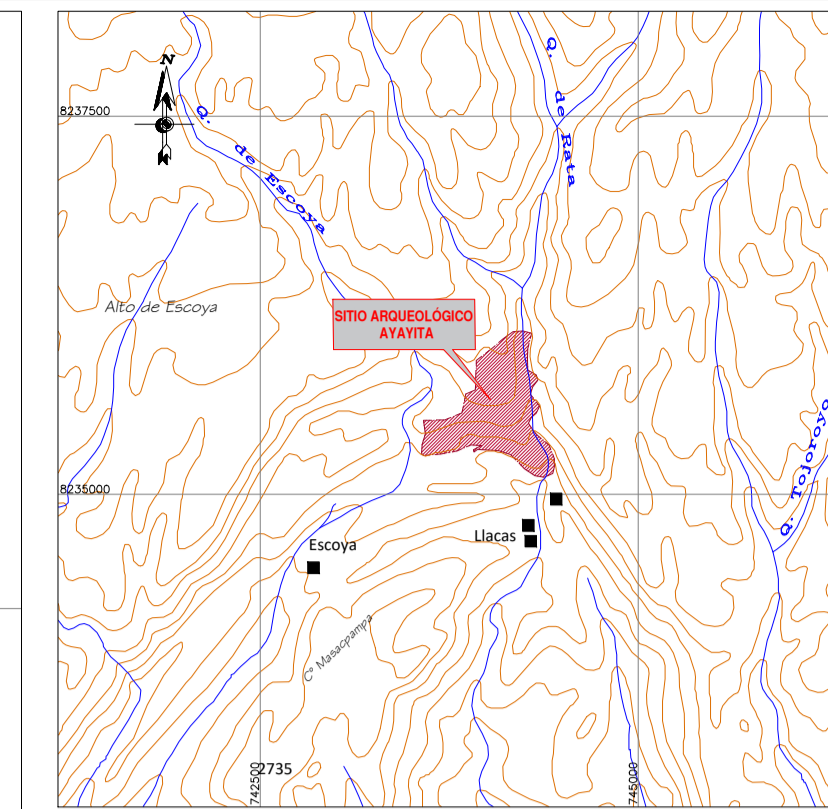 N
8237500
Q. de Escoya
Q. de Rata
Alto de Escoya
SITIO ARQUEOLÓGICO
AYAYITA
Q. Tojoroyo
8235000
Llacas
Escoya
Cº Masacpampa
742500
2735
745000